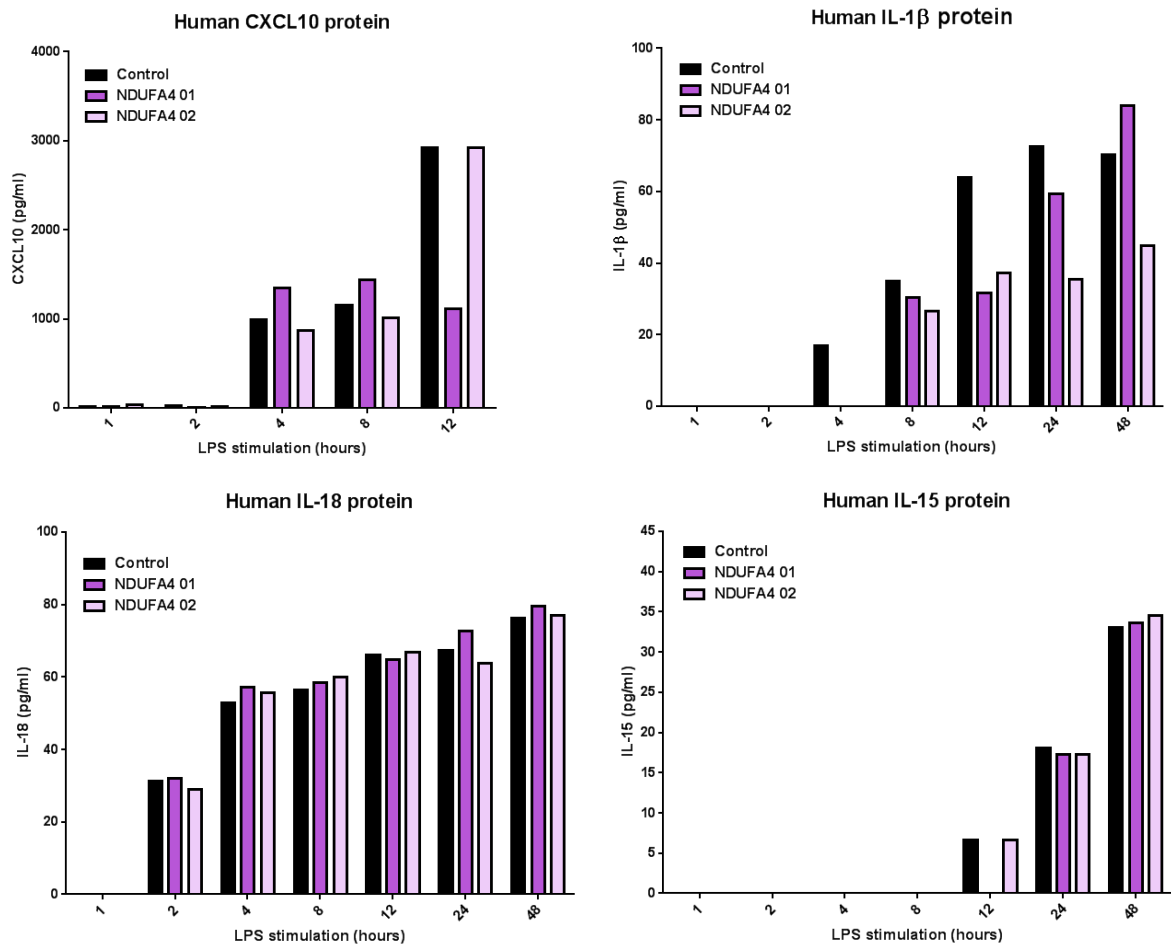 Human CXCL10 protein
4000
3000
2000
1000
0
CXCL10 (pg/ml)
Control
NDUFA4 01
NDUFA4 02
1 2 4 8 12
LPS stimulation (hours)
Human IL-1β protein
100
80
60
40
20
0
IL-1β (pg/ml)
Control
NDUFA4 01
NDUFA4 02
1 2 4 8 12 24 48
LPS stimulation (hours)
Human IL-18 protein
100
80
60
40
20
0
IL-18 (pg/ml)
Control
NDUFA4 01
NDUFA4 02
1 2 4 8 12 24 48
LPS stimulation (hours)
Human IL-15 protein
45
40
35
30
25
20
15
10
5
0
IL-15 (pg/ml)
Control
NDUFA4 01
NDUFA4 02
1 2 4 8 12 24 48
LPS stimulation (hours)